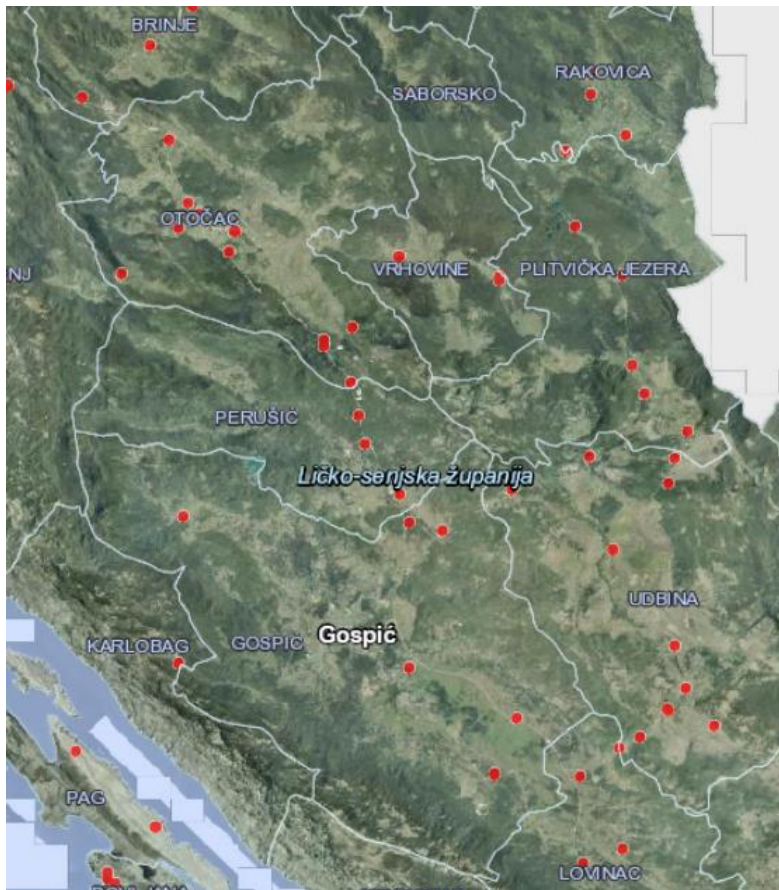 BRINJE
RAKOVICA
SABORSKO
OTOČAC
NJ
VRHOVINE
PLITVIČKA JEZERA
PERUŠIĆ
Ličko-senjska županija
UDBINA
Gospić
KARLOBAG
GOSPIĆ
PAG
LOVINAC